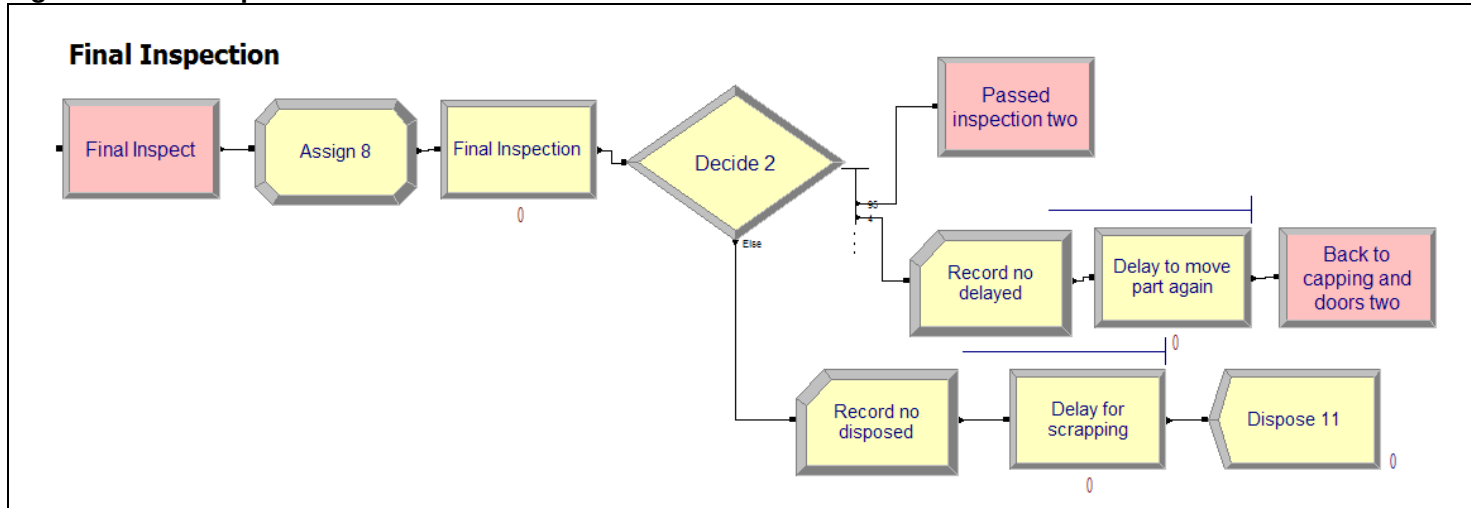 Final Inspection
Final Inspect
Assign 8
Final Inspection
0
Decide 2
95
4
Else
Passed
inspection two
Record no
delayed
Delay to move
part again
0
Back to
capping and
doors two
Record no
disposed
Delay for
scrapping
0
Dispose 11
0